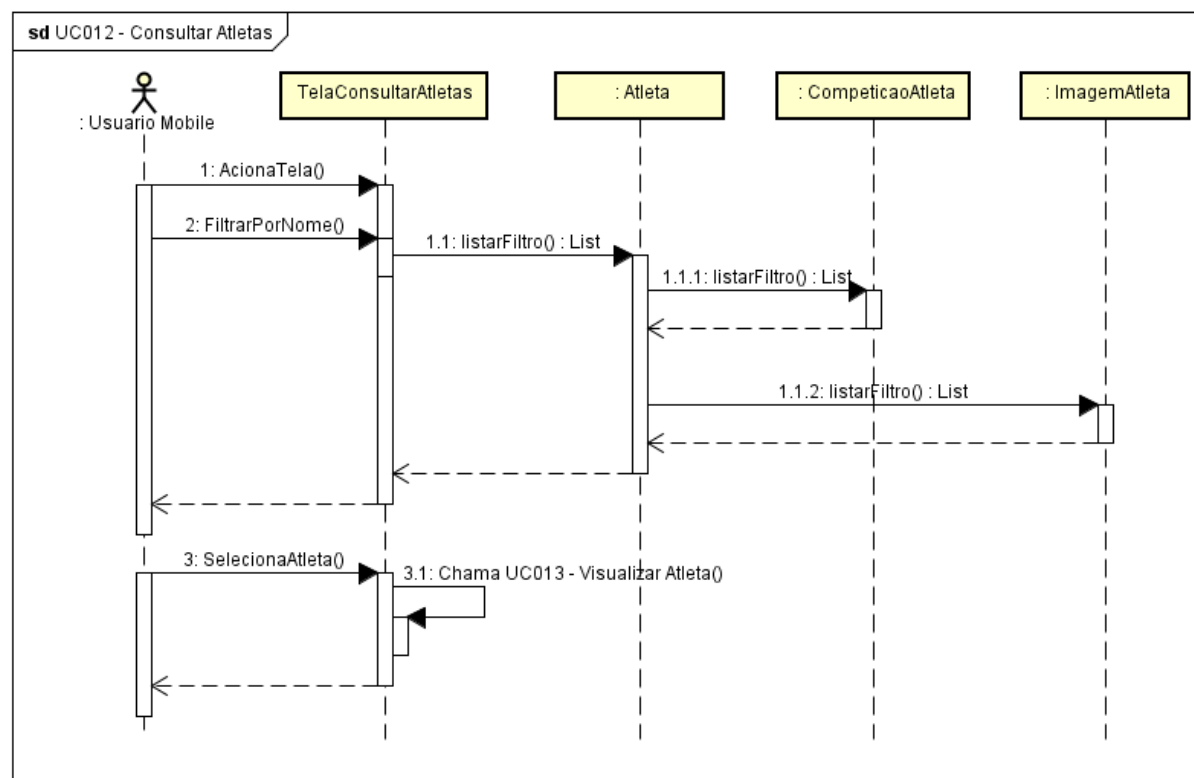 sd UC012 - Consultar Atletas
: Usuario Mobile
TelaConsultarAtletas
: Atleta
: CompeticaoAtleta
: ImagemAtleta
1: AcionaTela()
2: FiltrarPorNome()
1.1: listarFiltro() : List
1.1.1: listarFiltro() : List
1.1.2: listarFiltro() : List
3: SelecionaAtleta()
3.1: Chama UC013 - Visualizar Atleta()